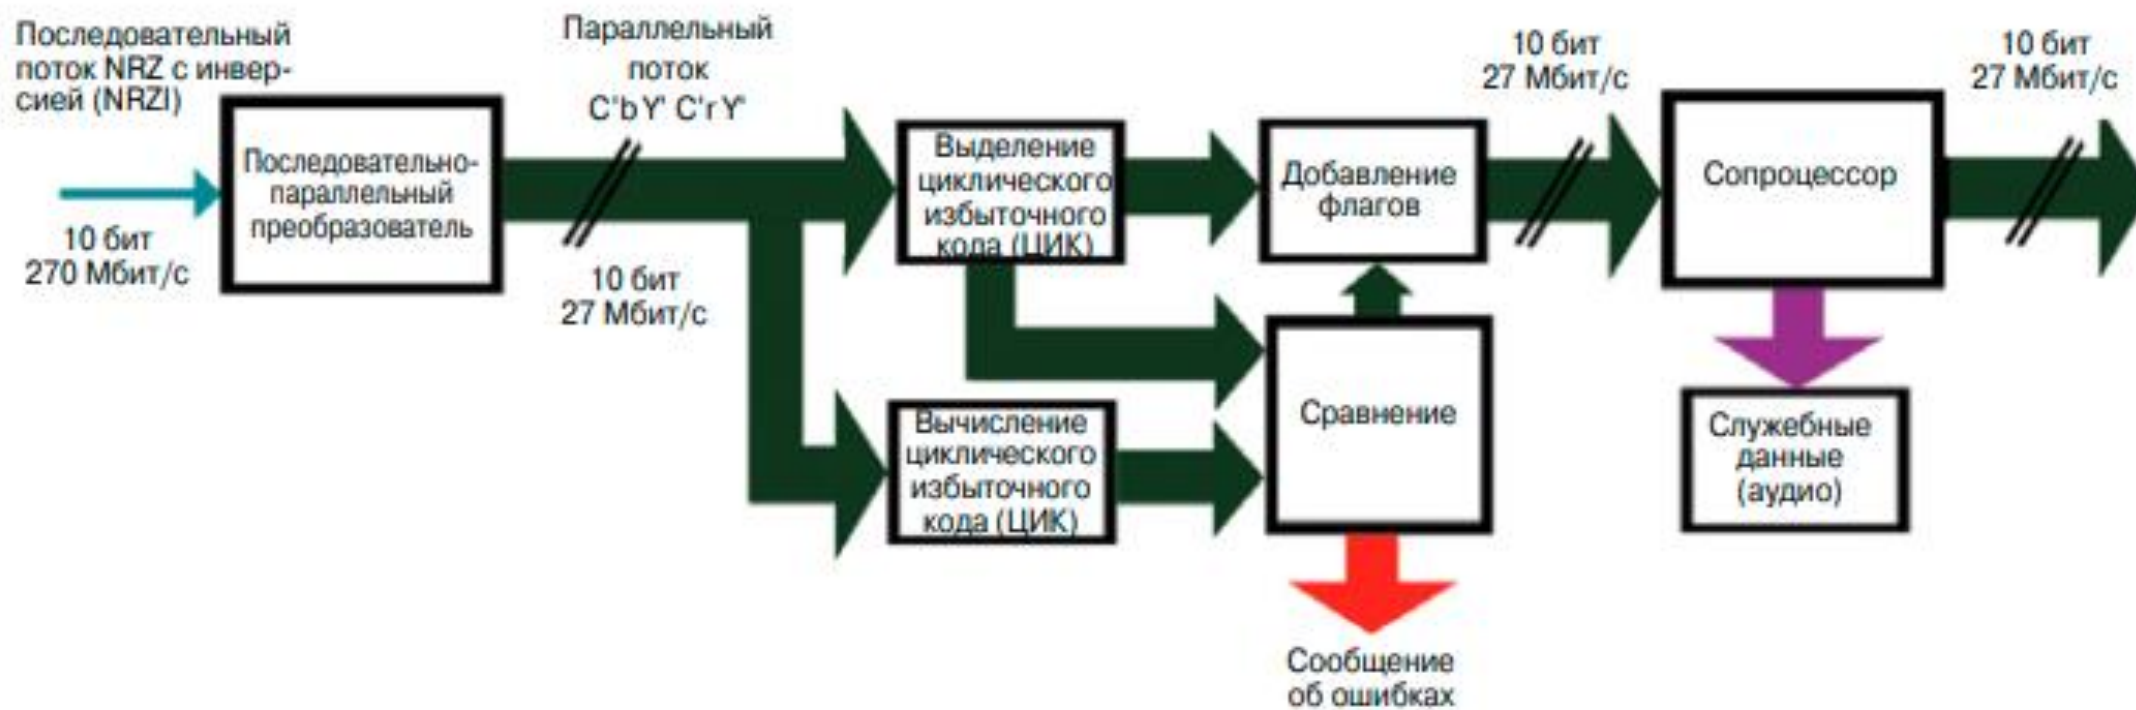 Последовательный
поток NRZ с инвер-
сией (NRZI)
10 бит
270 Мбит/с
Последовательно-
параллельный
преобразователь
Параллельный
поток
C'b Y' C'r Y'
10 бит
27 Мбит/с
Выделение
циклического
избыточного
кода (ЦИК)
Вычисление
циклического
избыточного
кода (ЦИК)
Добавление
флагов
Сравнение
Сообщение
об ошибках
10 бит
27 Мбит/с
Сопроцессор
Служебные
данные
(аудио)
10 бит
27 Мбит/с